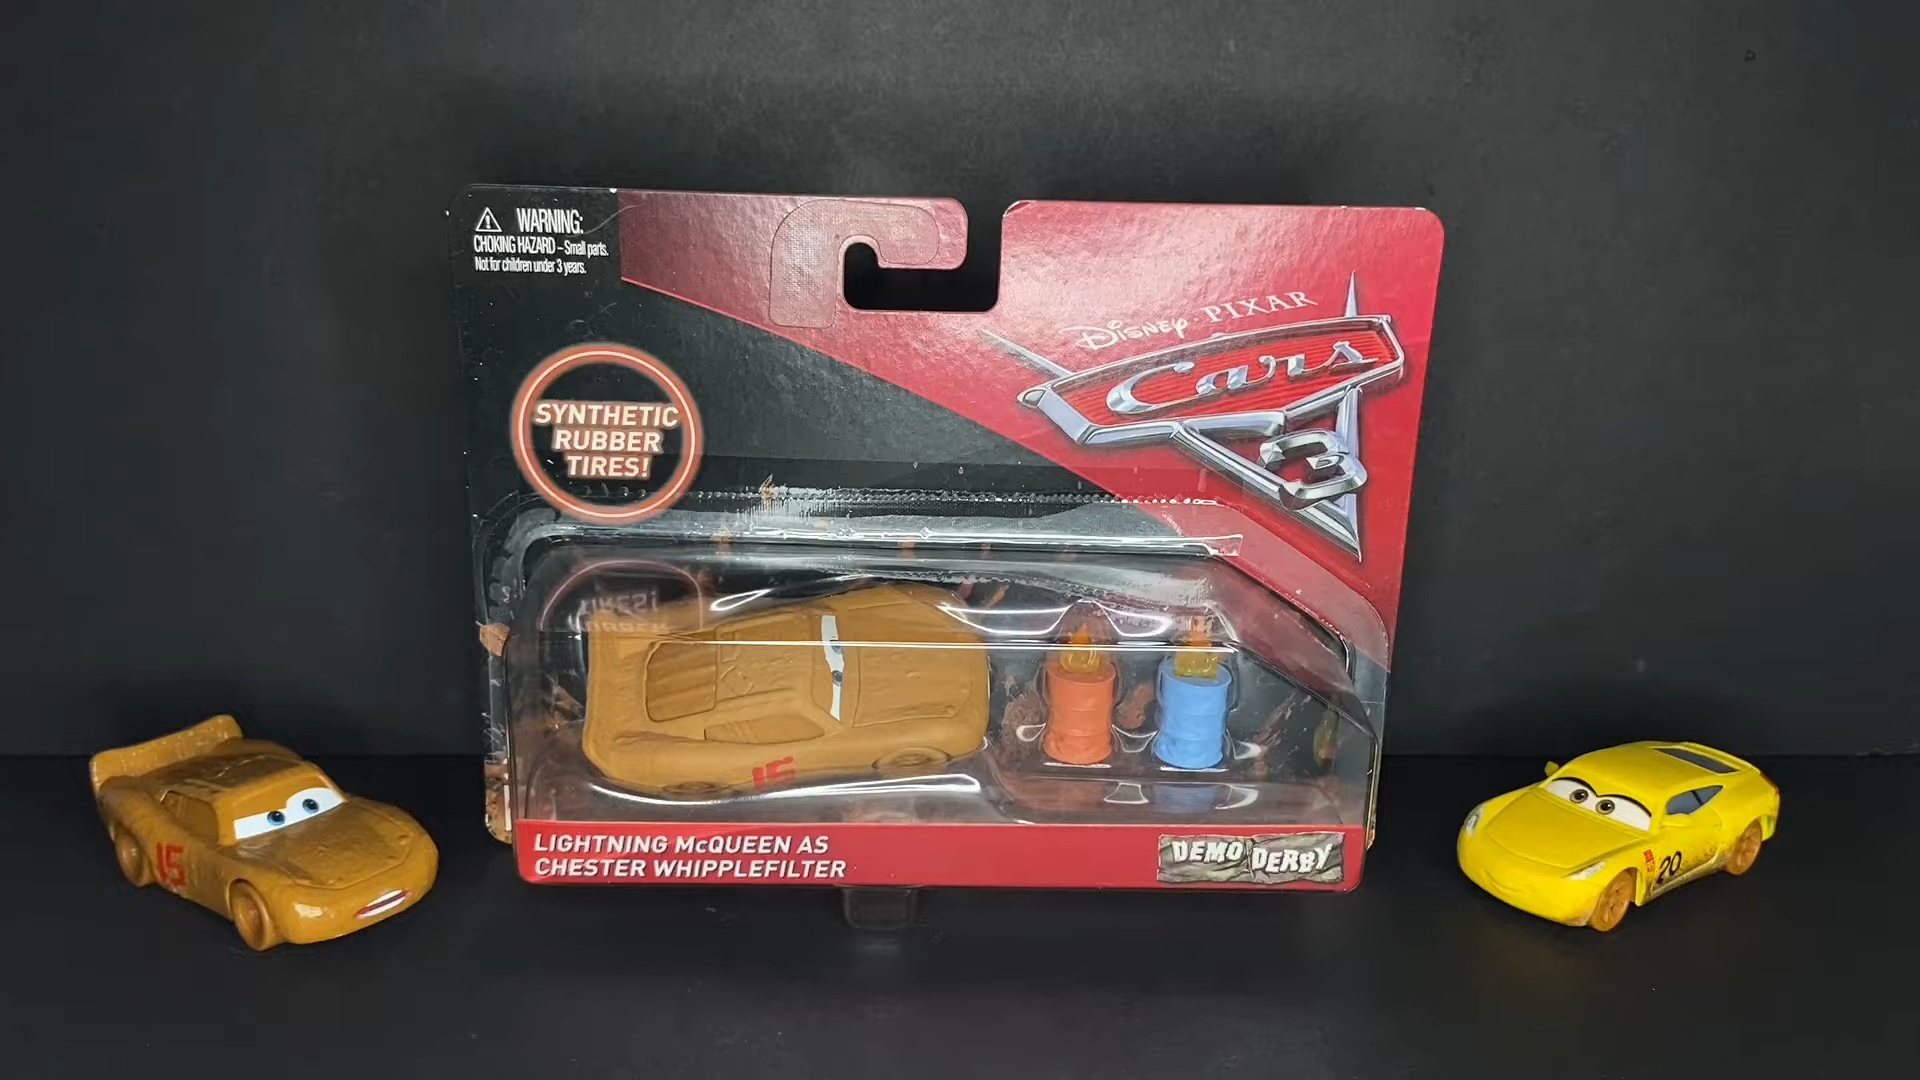 WARNING:
CHOKING HAZARD – Small parts.
Not for children under 3 years.
DISNEY · PIXAR
Cars
3
SYNTHETIC
RUBBER
TIRES!
15
LIGHTNING McQUEEN AS
CHESTER WHIPPLEFILTER
DEMO DERBY
15
20